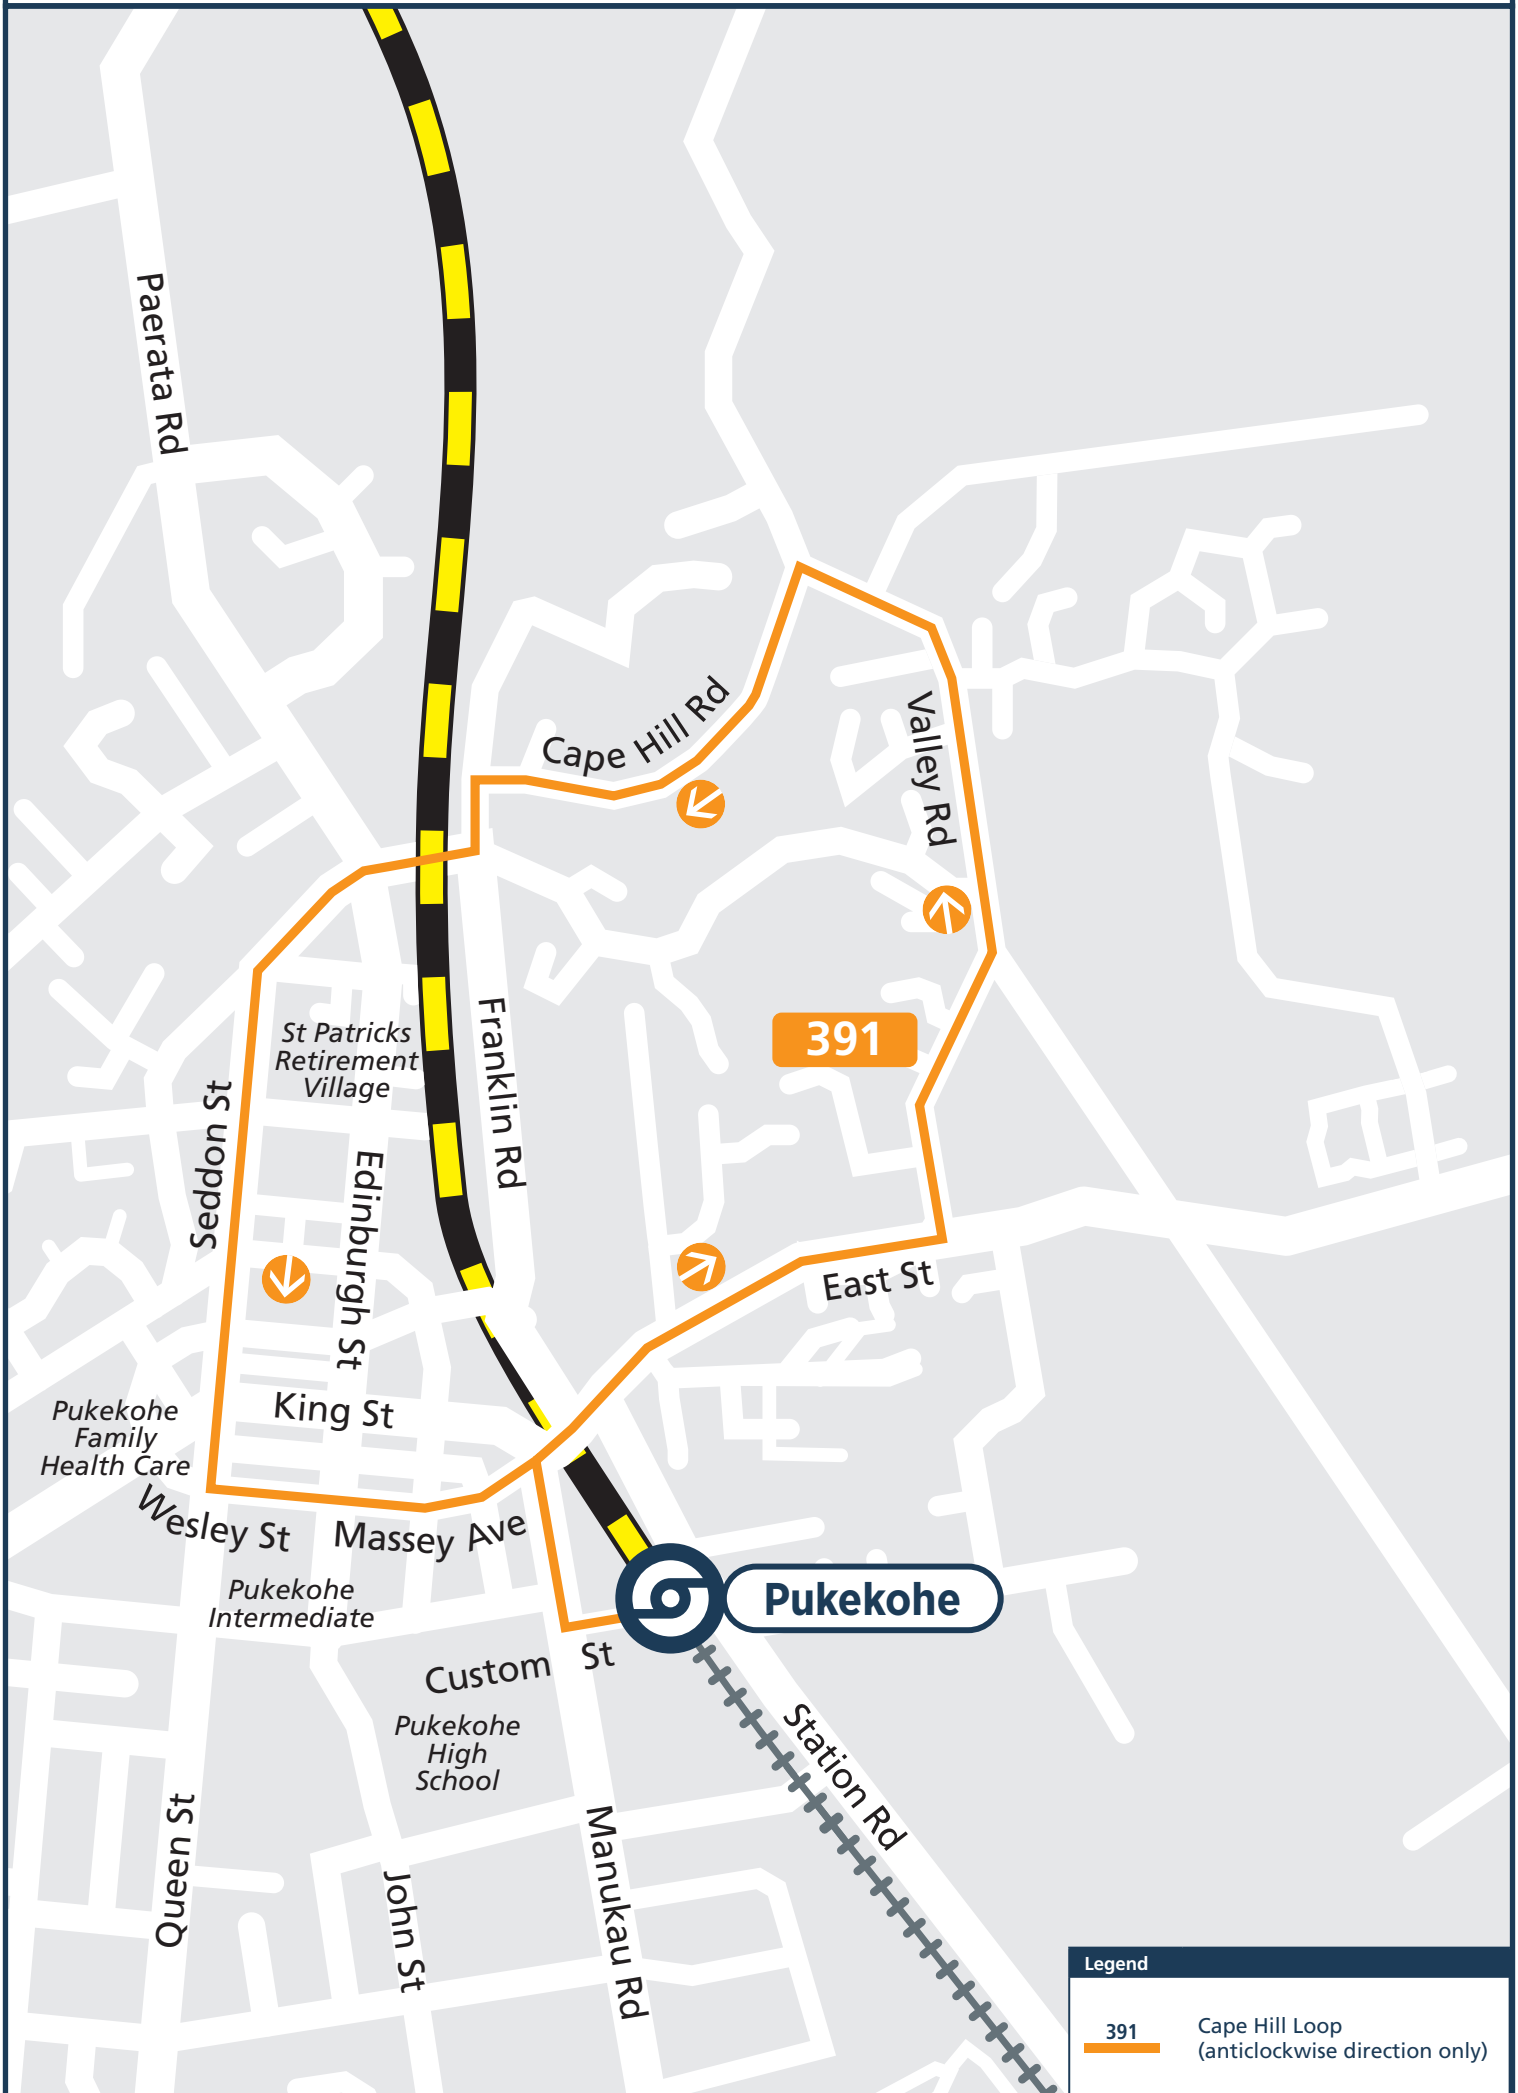 Paerata Rd
Cape Hill Rd
Valley Rd
391
St Patricks
Retirement
Village
Franklin Rd
Seddon St
Edinburgh St
East St
King St
Pukekohe
Family
Health Care
Wesley St
Massey Ave
Pukekohe
Intermediate
Pukekohe
Custom St
Pukekohe
High
School
Station Rd
Queen St
John St
Manukau Rd
Legend
391
Cape Hill Loop
(anticlockwise direction only)